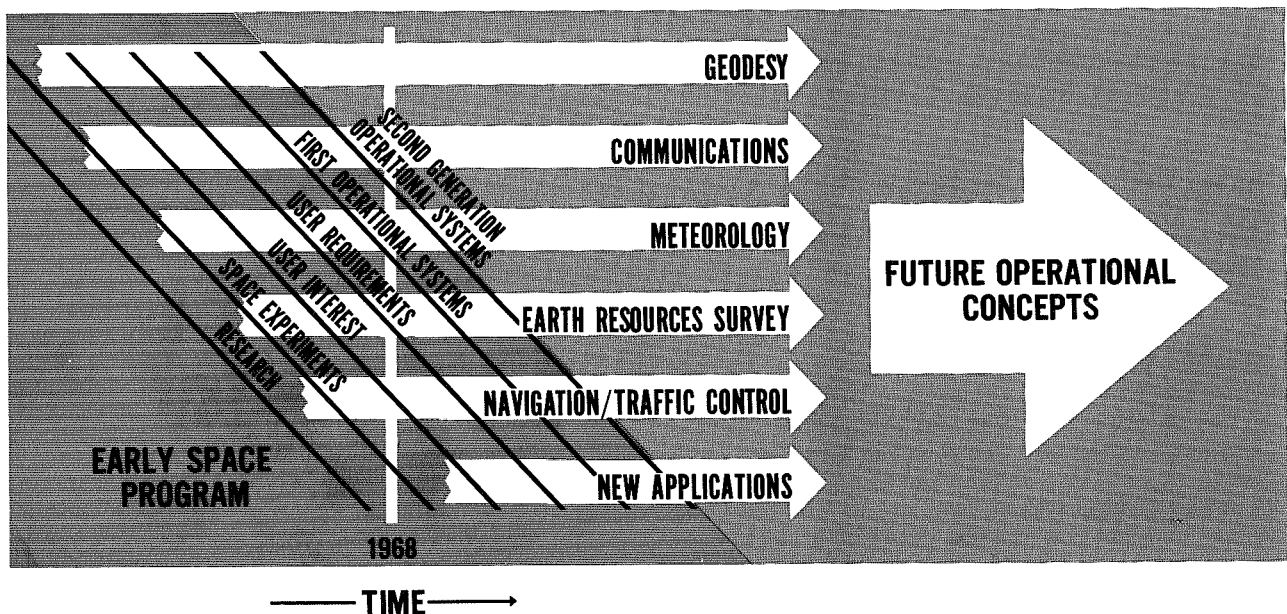 GEODESY
COMMUNICATIONS
METEOROLOGY
EARTH RESOURCES SURVEY
NAVIGATION/TRAFFIC CONTROL
NEW APPLICATIONS
SECOND GENERATION
OPERATIONAL SYSTEMS
FIRST OPERATIONAL SYSTEMS
USER REQUIREMENTS
USER INTEREST
SPACE EXPERIMENTS
RESEARCH
EARLY SPACE
PROGRAM
1968
TIME
FUTURE OPERATIONAL
CONCEPTS